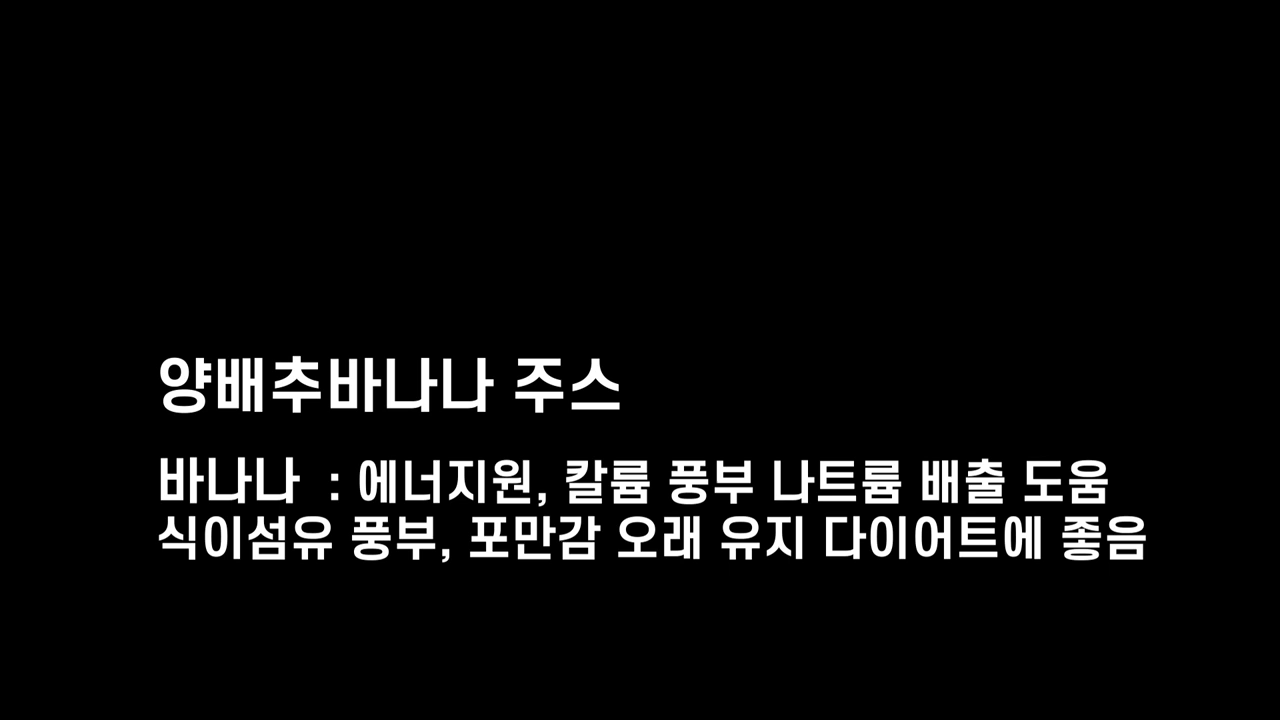 양배추바나나 주스
바나나 : 에너지원, 칼륨 풍부 나트륨 배출 도움
식이섬유 풍부, 포만감 오래 유지 다이어트에 좋음